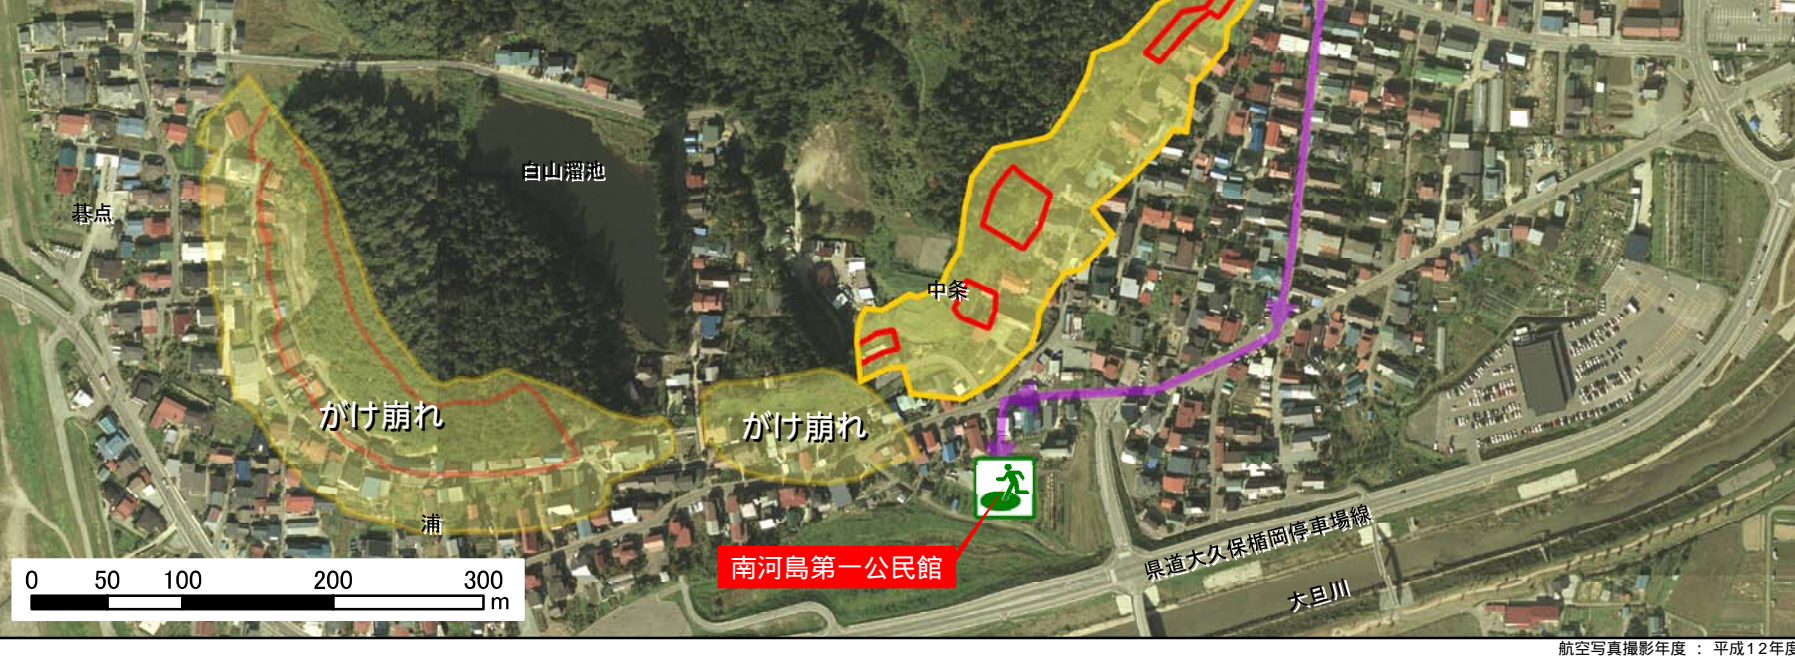 白山溜池
碁点
中条
がけ崩れ
がけ崩れ
浦
南河島第一公民館
県道大久保楯岡停車場線
大旦川
0 50 100 200 300 m
航空写真撮影年度 : 平成12年度